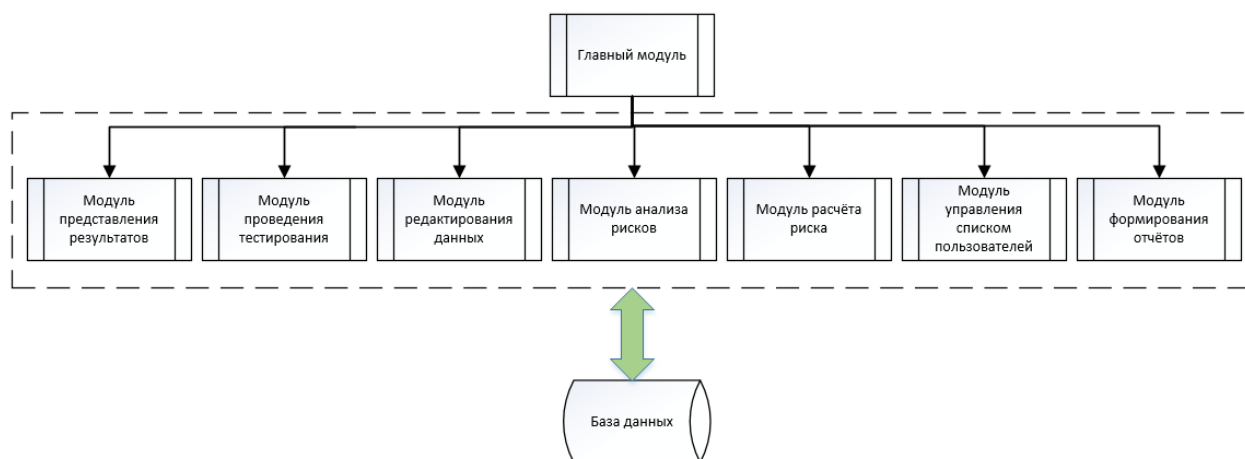 Главный модуль
Модуль
представления
результатов
Модуль
проведения
тестирования
Модуль
редактирования
данных
Модуль анализа
рисков
Модуль расчёта
риска
Модуль
управления
списком
пользователей
Модуль
формирования
отчётов
База данных